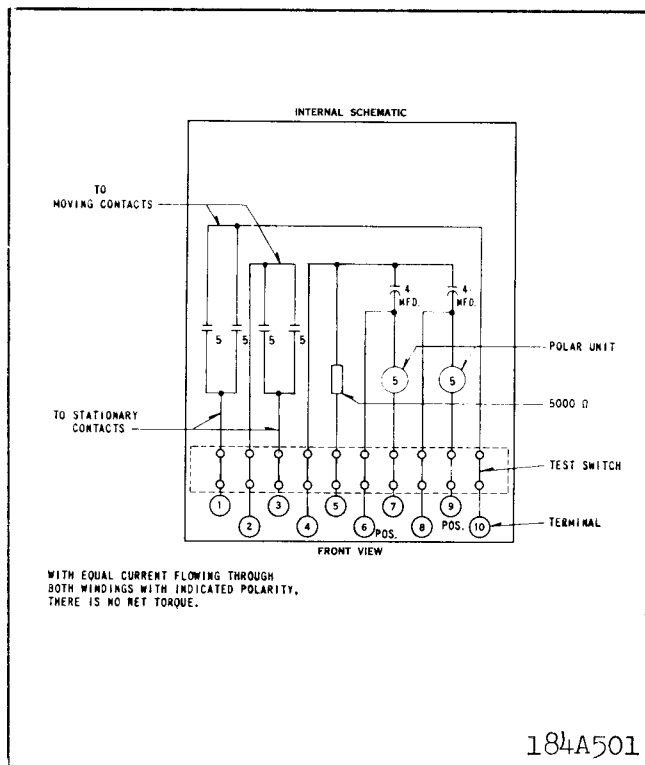 INTERNAL SCHEMATIC
TO
MOVING CONTACTS
4
MFD.
4
MFD.
5
5
5
5
POLAR UNIT
5
5
5000 Ω
TO STATIONARY
CONTACTS
TEST SWITCH
1
3
5
7
9
2
4
6
POS.
8
POS.
10
TERMINAL
FRONT VIEW
WITH EQUAL CURRENT FLOWING THROUGH
BOTH WINDINGS WITH INDICATED POLARITY,
THERE IS NO NET TORQUE.
184A501